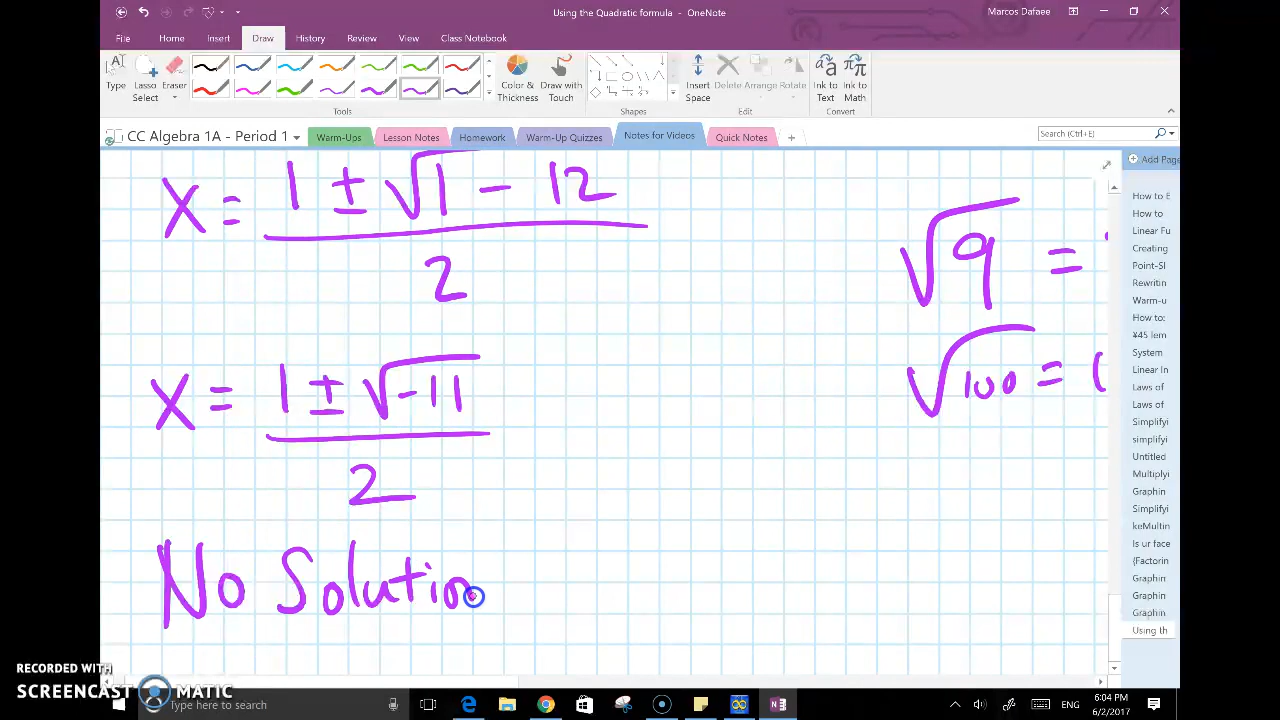 Using the Quadratic formula - OneNote
Marcos Dafaee
File Home Insert Draw History Review View Class Notebook
Type
Lasso Select
Eraser
Color & Thickness
Draw with Touch
Insert Space
Delete
Arrange
Rotate
Ink to Text
Ink to Math
Tools
Shapes
Edit
Convert
CC Algebra 1A - Period 1
Warm-Ups Lesson Notes Homework Warm-Up Quizzes Notes for Videos Quick Notes
Search (Ctrl+E)
Add Page
How to E
How to
Linear Fu
Creating
Point-Sl
Rewritin
Warm-u
How to:
¥45 lem
System
Linear In
Laws of
Laws of
Simplifyi
simplifyi
Untitled
Multiplyi
Graphin
Simplifyi
keMultin
Is ur face
{Factorin
Graphin
Graphin
Graphin
Using th
X = (1 ± √1 - 12) / 2
√9 =
√100 = (
X = (1 ± √-11) / 2
No Solution
RECORDED WITH
SCREENCAST MATIC
Type here to search
ENG
6:04 PM
6/2/2017